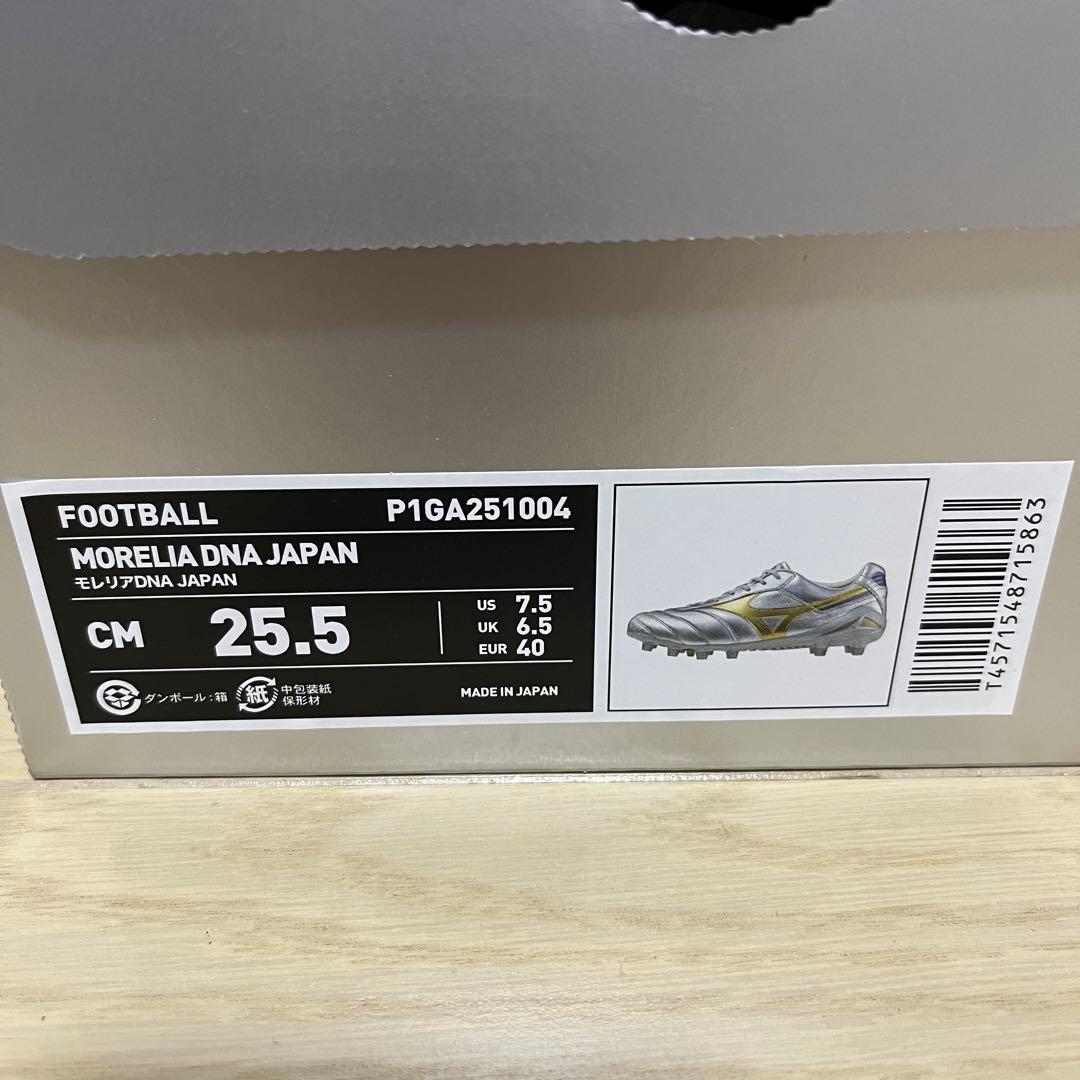 FOOTBALL P1GA251004
MORELIA DNA JAPAN
モレリアDNA JAPAN
CM 25.5
US 7.5
UK 6.5
EUR 40
ダンボール:箱
紙 中包装紙
保形材
MADE IN JAPAN
T4571548715863